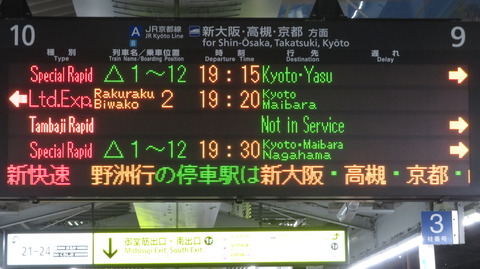 10 A JR京都線 新大阪・高槻・京都 方面 9
JR Kyōto Line for Shin-Ōsaka, Takatsuki, Kyōto
種別 列車名/乗車位置 時刻 行先 遅れ
Type Train Name/Boarding Position Departure Time Destination Delay
Special Rapid △ 1～12 19:15 Kyoto・Yasu →
← Ltd.Exp. Rakuraku Biwako 2 19:20 Kyoto Maibara
Tambaji Rapid Not in Service →
Special Rapid △ 1～12 19:30 Kyoto・Maibara Nagahama →
新快速 野洲行の停車駅は新大阪・高槻・京都・
21-24 ↓ 御堂筋出口・南出口
Midosuji Exit, South Exit
3
柱番号